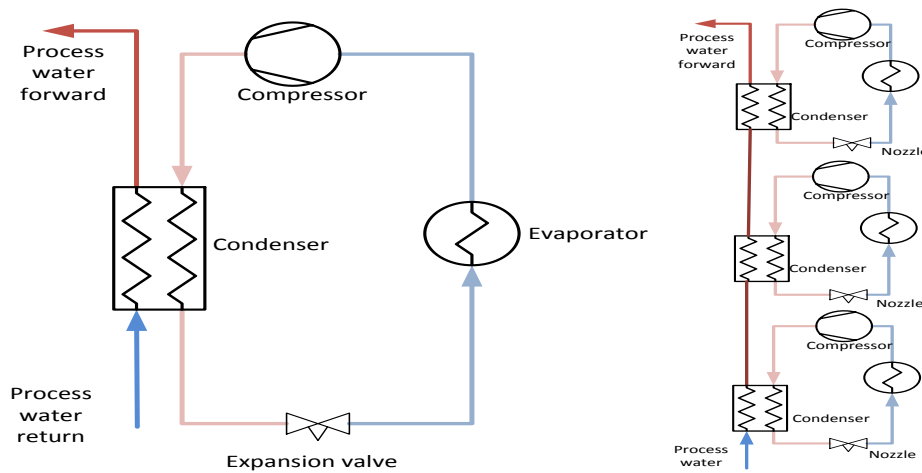 Process
water
forward
Compressor
Condenser
Evaporator
Process
water
return
Expansion valve
Process
water
forward
Compressor
Condenser
Nozzle
Compressor
Condenser
Nozzle
Compressor
Condenser
Process
water
Nozzle